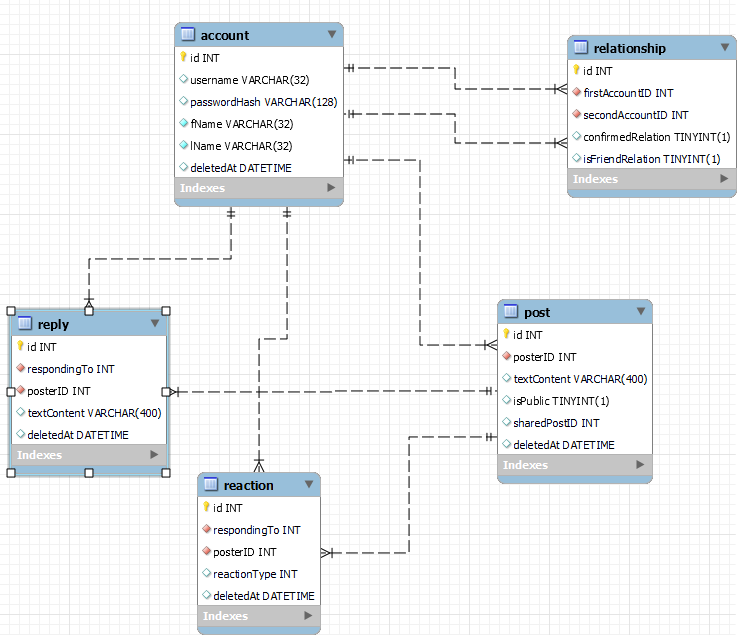 account
id INT
username VARCHAR(32)
passwordHash VARCHAR(128)
fName VARCHAR(32)
lName VARCHAR(32)
deletedAt DATETIME
Indexes
relationship
id INT
firstAccountID INT
secondAccountID INT
confirmedRelation TINYINT(1)
isFriendRelation TINYINT(1)
Indexes
reply
id INT
respondingTo INT
posterID INT
textContent VARCHAR(400)
deletedAt DATETIME
Indexes
post
id INT
posterID INT
textContent VARCHAR(400)
isPublic TINYINT(1)
sharedPostID INT
deletedAt DATETIME
Indexes
reaction
id INT
respondingTo INT
posterID INT
reactionType INT
deletedAt DATETIME
Indexes